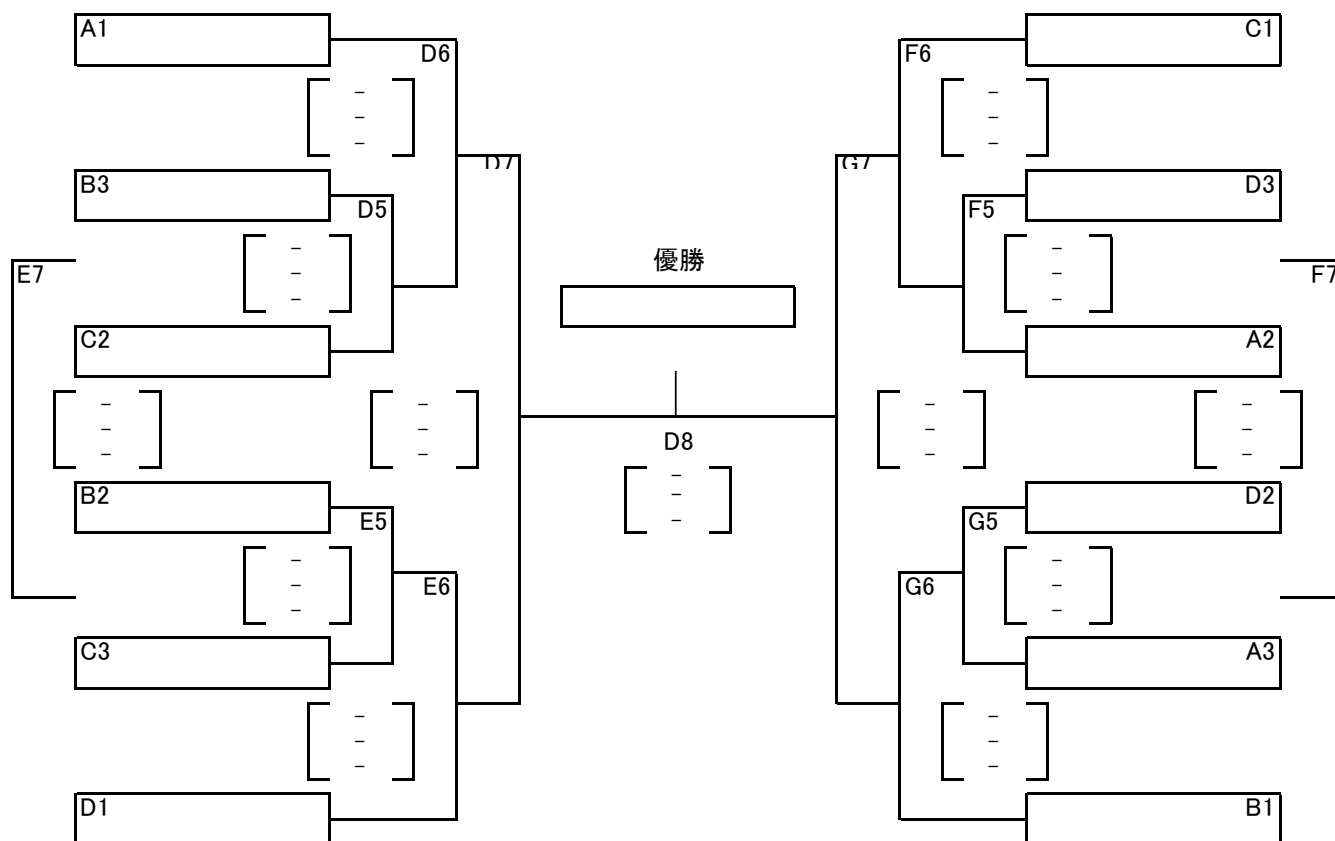 A1
C1
D6
F6
–
–
–
–
–
–
D7
G7
B3
D3
D5
F5
–
–
–
–
–
–
優勝
E7
F7
C2
A2
–
–
–
–
–
–
–
–
–
–
–
–
D8
–
–
–
B2
D2
E5
G5
–
–
–
–
–
–
E6
G6
C3
A3
–
–
–
–
–
–
D1
B1